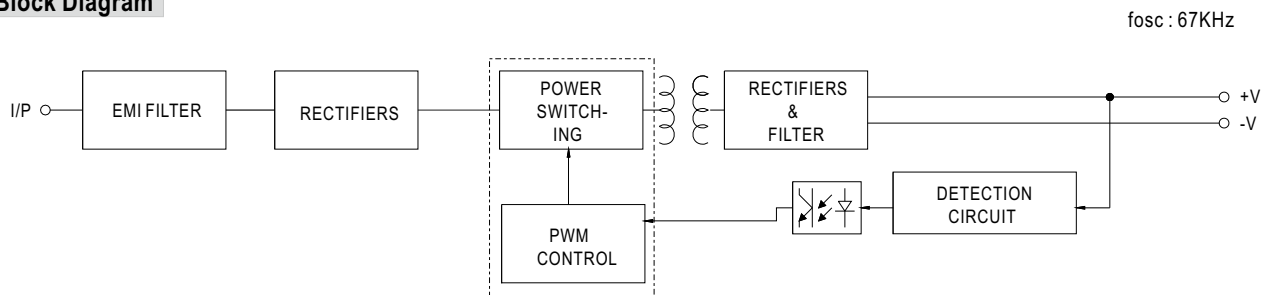 Block Diagram
fosc : 67KHz
I/P
EMI FILTER
RECTIFIERS
POWER
SWITCH-
ING
RECTIFIERS
&
FILTER
+V
-V
DETECTION
CIRCUIT
PWM
CONTROL